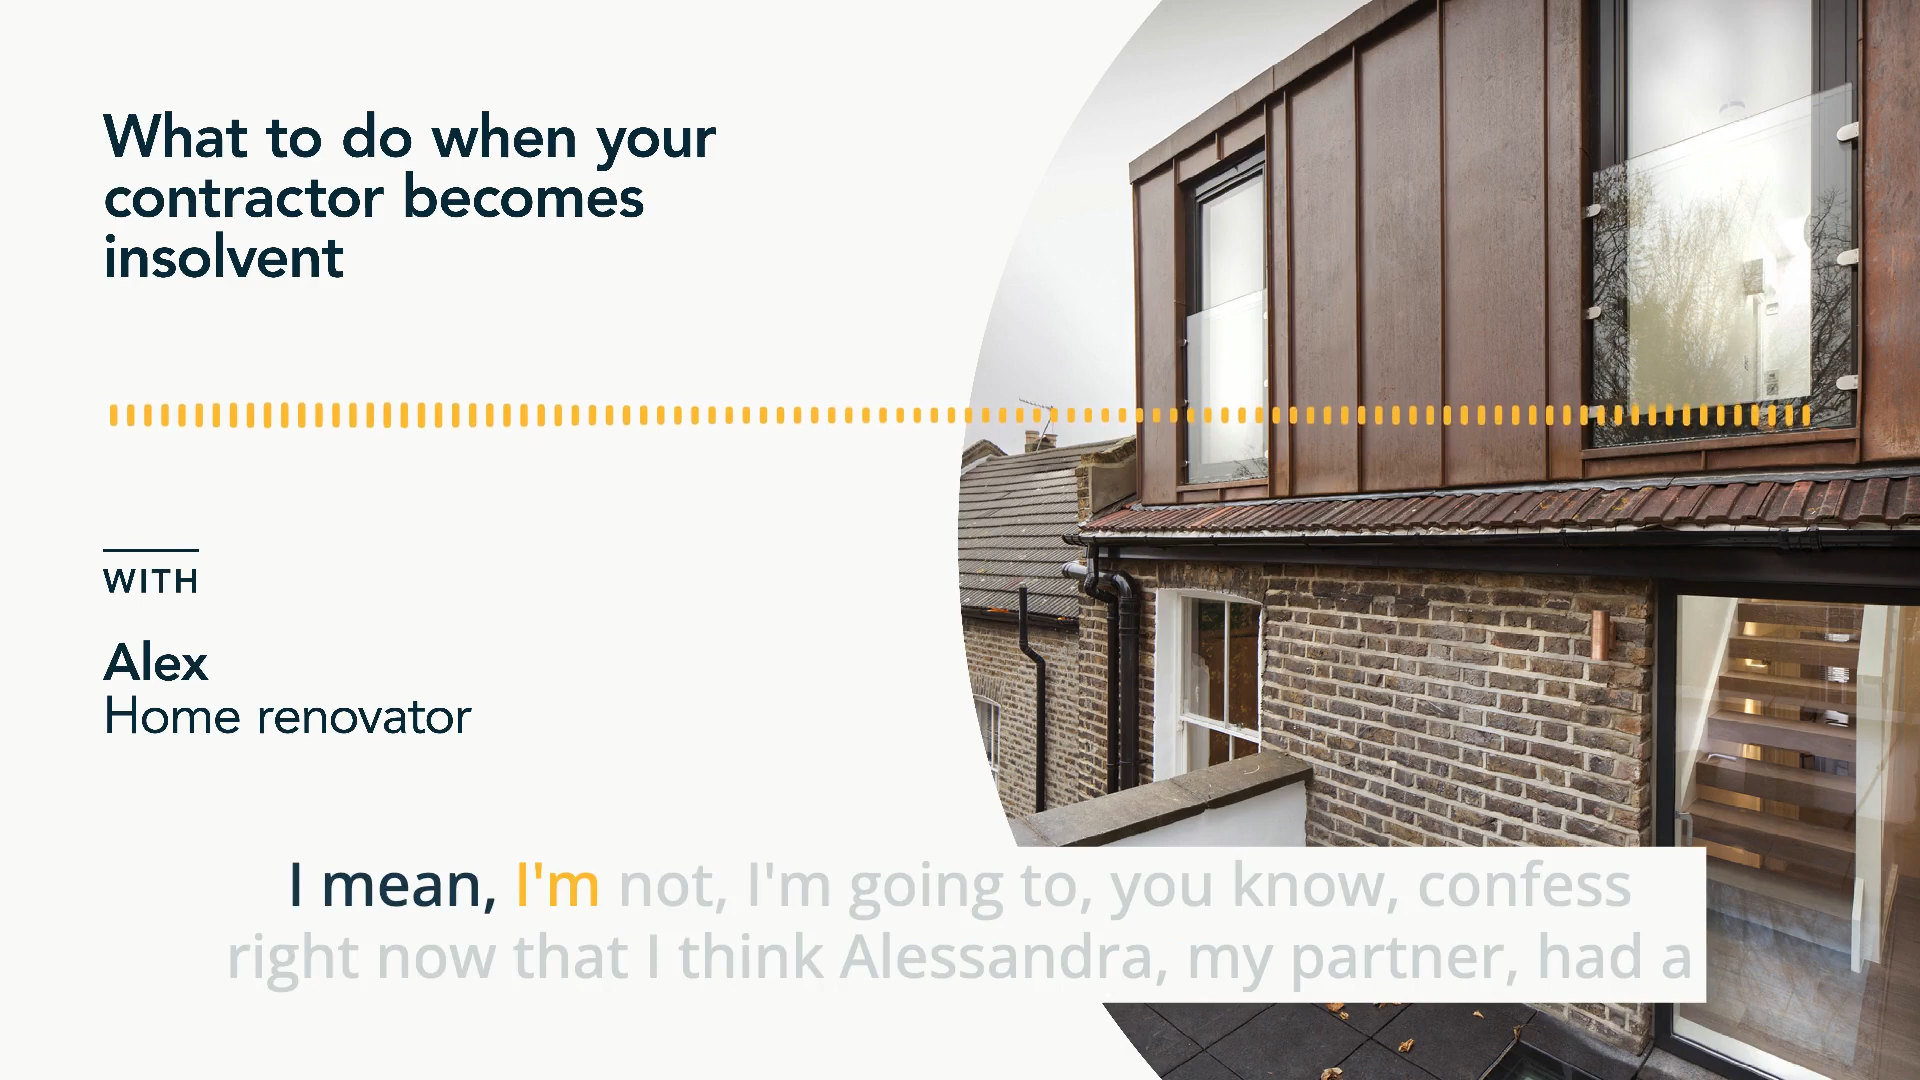 What to do when your
contractor becomes
insolvent
WITH
Alex
Home renovator
I mean, I'm not, I'm going to, you know, confess
right now that I think Alessandra, my partner, had a